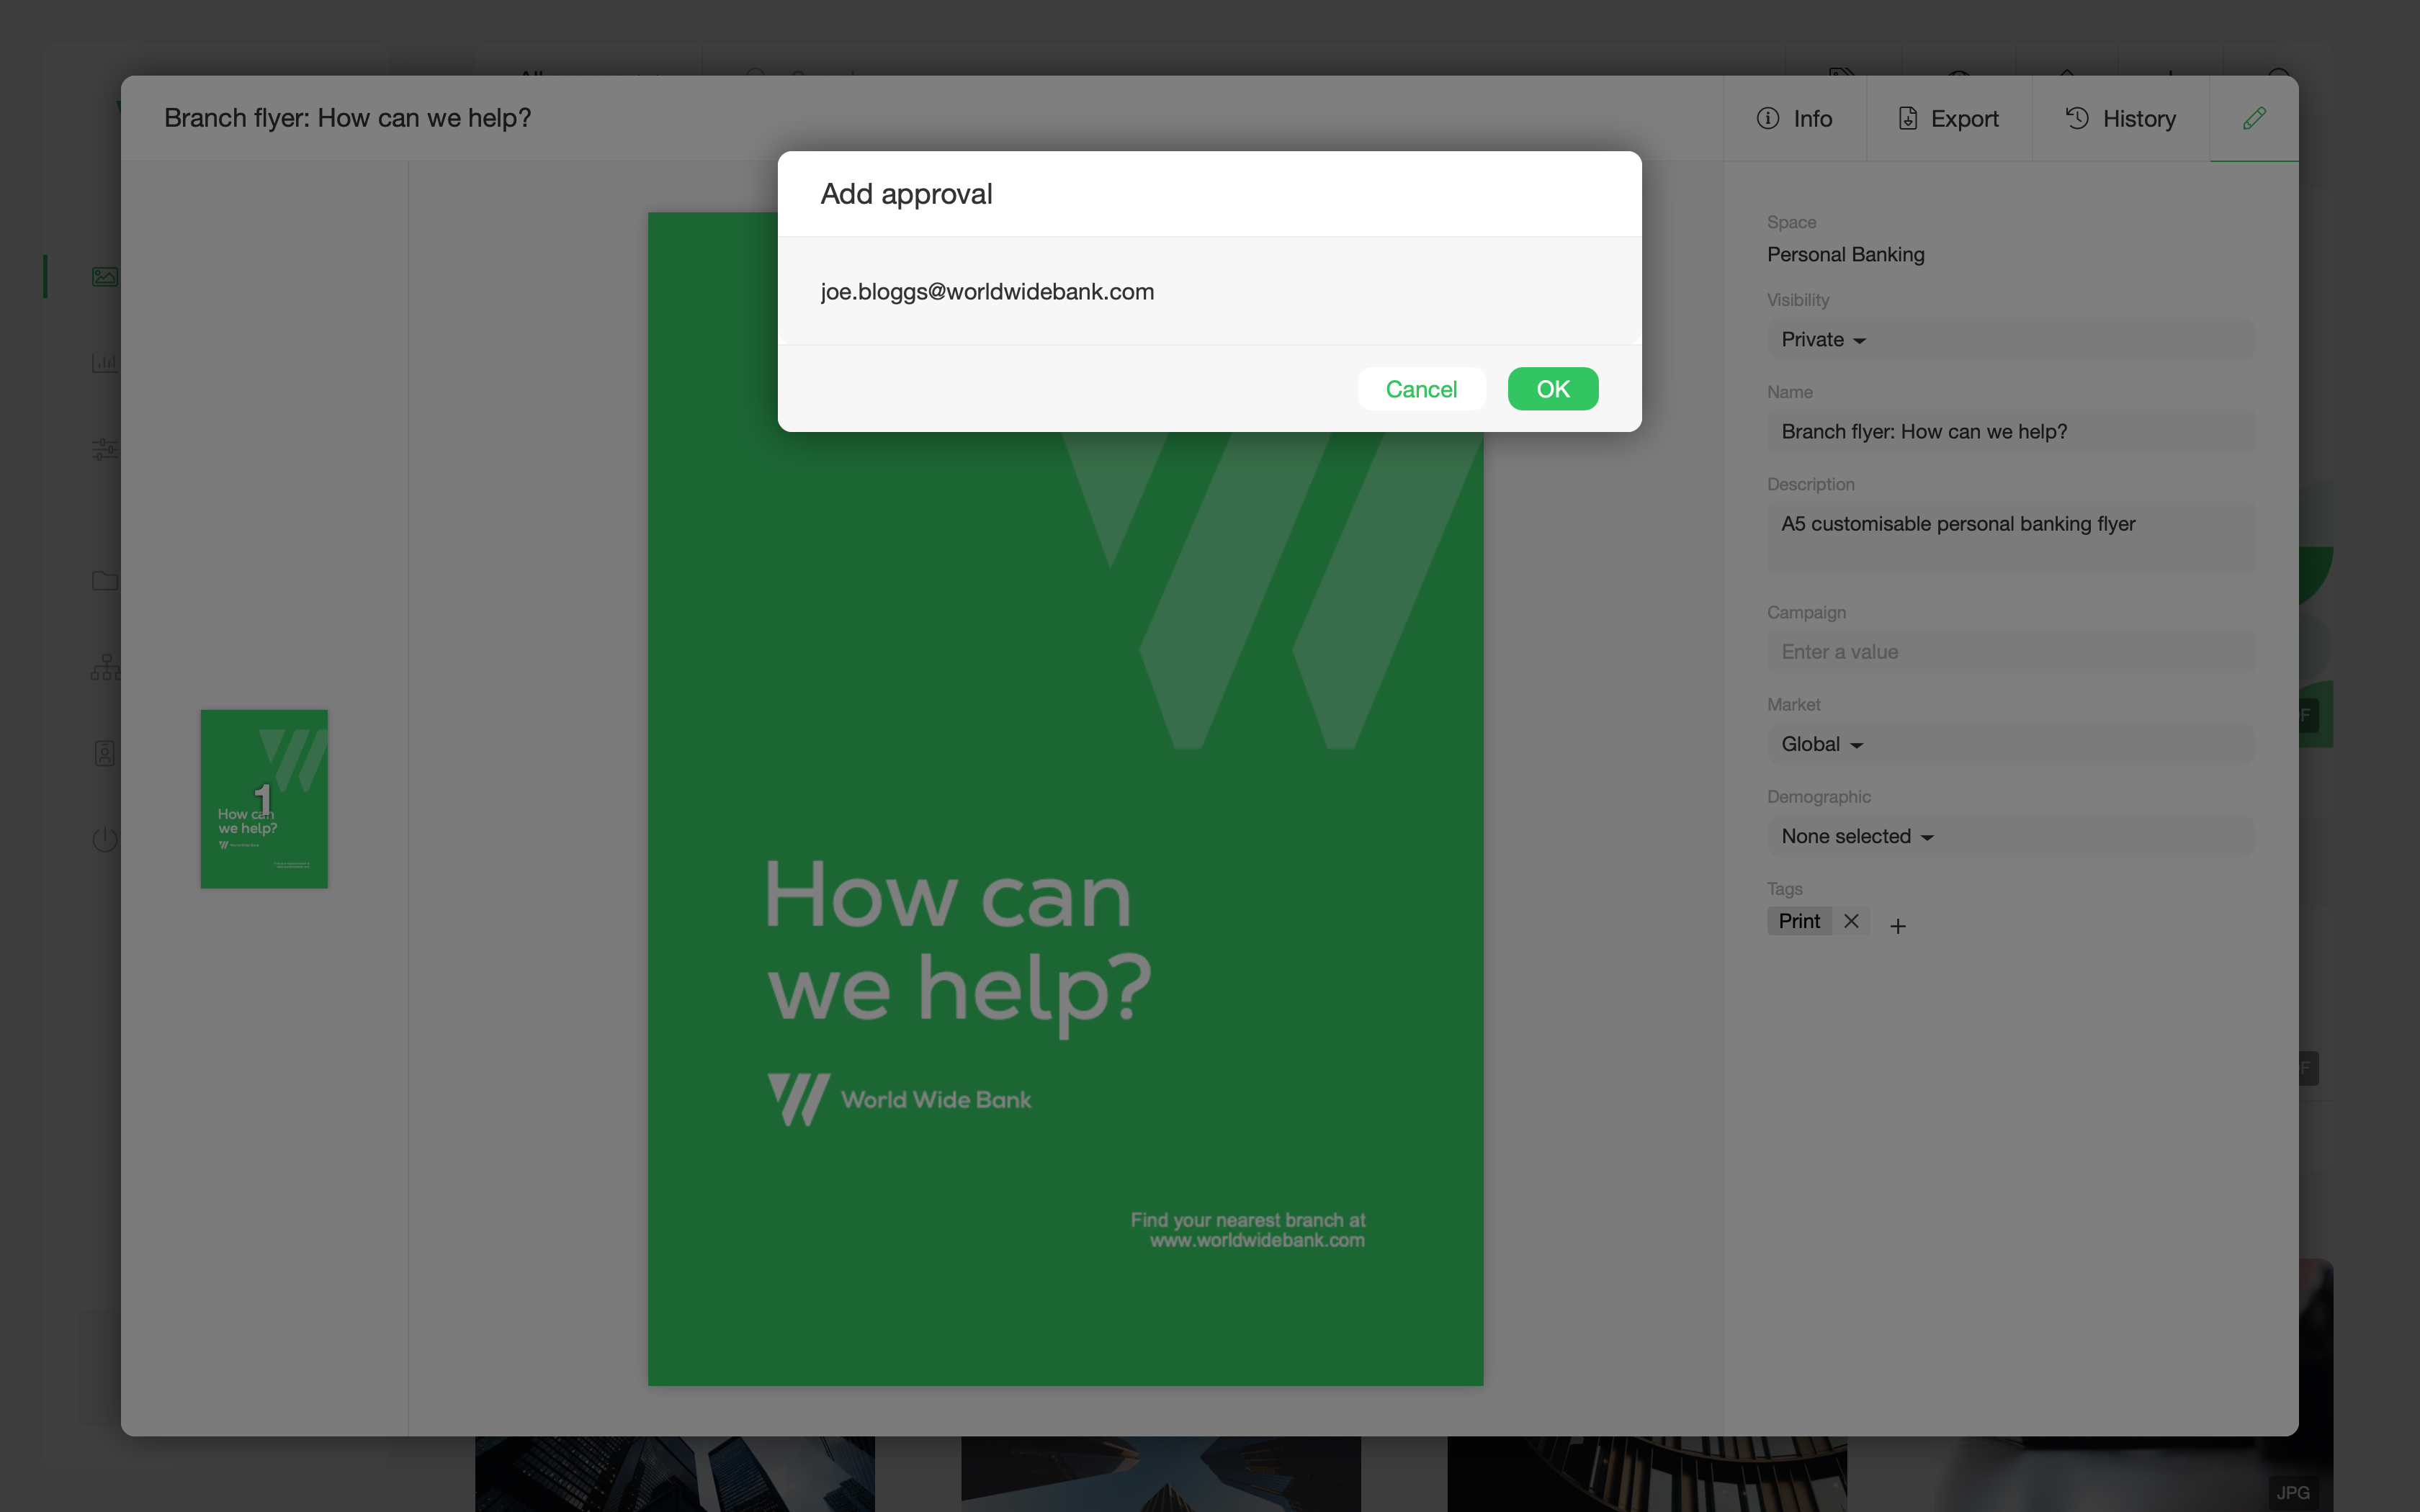 Branch flyer: How can we help?
Info
Export
History
Add approval
joe.bloggs@worldwidebank.com
Cancel
OK
Space
Personal Banking
Visibility
Private
Name
Branch flyer: How can we help?
Description
A5 customisable personal banking flyer
Campaign
Enter a value
Market
Global
Demographic
None selected
Tags
Print
1
How can
we help?
How can
we help?
World Wide Bank
Find your nearest branch at
www.worldwidebank.com
JPG